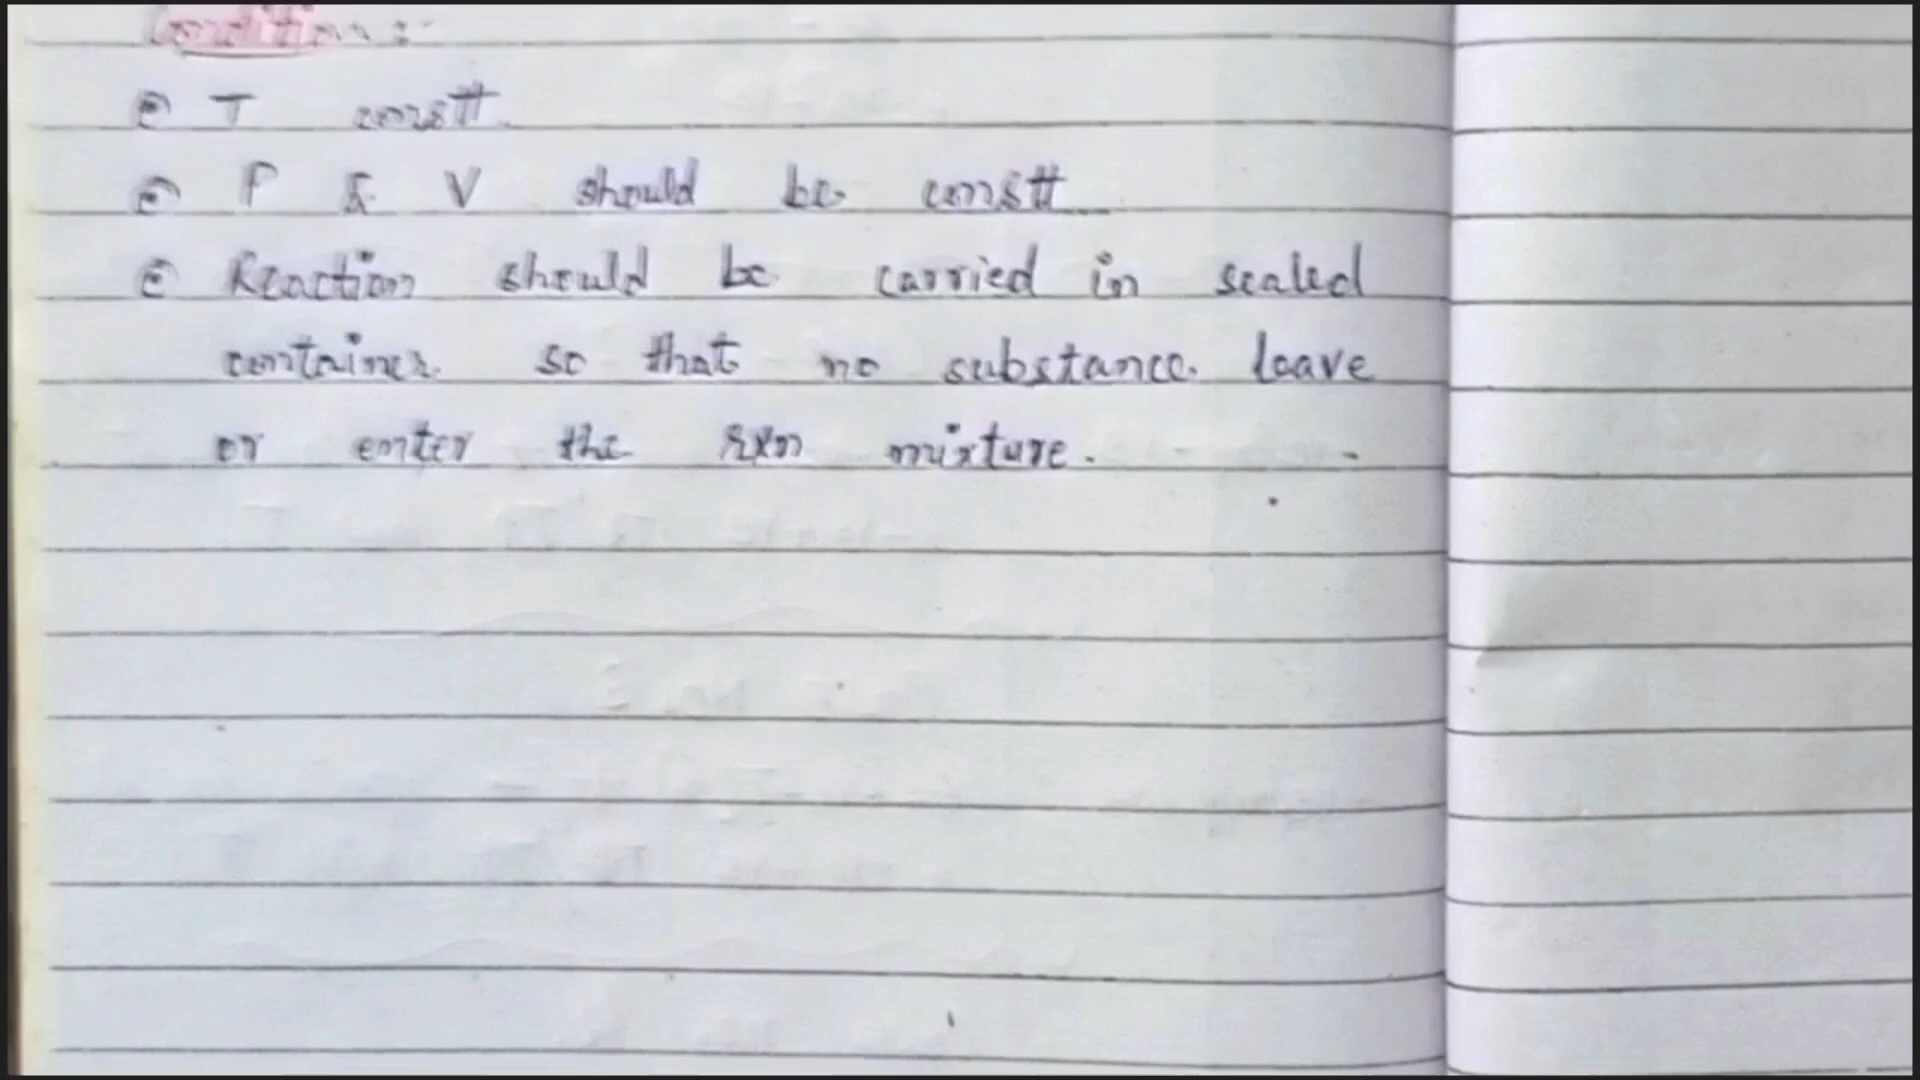 Conditions :-
T constt.
P & V should be constt
Reaction should be carried in sealed
container so that no substance leave
or enter the rxn mixture.